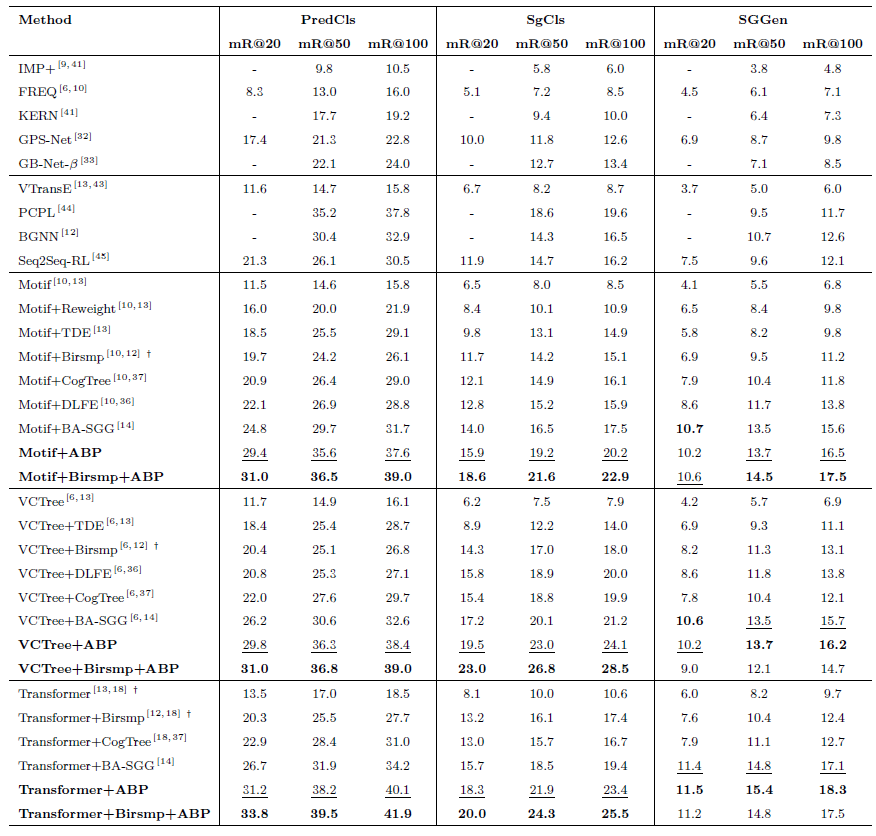 Method PredCls SgCls SGGen
mR@20 mR@50 mR@100 mR@20 mR@50 mR@100 mR@20 mR@50 mR@100
IMP+ [9,41] - 9.8 10.5 - 5.8 6.0 - 3.8 4.8
FREQ [6,10] 8.3 13.0 16.0 5.1 7.2 8.5 4.5 6.1 7.1
KERN [41] - 17.7 19.2 - 9.4 10.0 - 6.4 7.3
GPS-Net [32] 17.4 21.3 22.8 10.0 11.8 12.6 6.9 8.7 9.8
GB-Net-β [33] - 22.1 24.0 - 12.7 13.4 - 7.1 8.5
VTransE [13,43] 11.6 14.7 15.8 6.7 8.2 8.7 3.7 5.0 6.0
PCPL [44] - 35.2 37.8 - 18.6 19.6 - 9.5 11.7
BGNN [12] - 30.4 32.9 - 14.3 16.5 - 10.7 12.6
Seq2Seq-RL [45] 21.3 26.1 30.5 11.9 14.7 16.2 7.5 9.6 12.1
Motif [10,13] 11.5 14.6 15.8 6.5 8.0 8.5 4.1 5.5 6.8
Motif+Reweight [10,13] 16.0 20.0 21.9 8.4 10.1 10.9 6.5 8.4 9.8
Motif+TDE [13] 18.5 25.5 29.1 9.8 13.1 14.9 5.8 8.2 9.8
Motif+Birsmp [10,12] † 19.7 24.2 26.1 11.7 14.2 15.1 6.9 9.5 11.2
Motif+CogTree [10,37] 20.9 26.4 29.0 12.1 14.9 16.1 7.9 10.4 11.8
Motif+DLFE [10,36] 22.1 26.9 28.8 12.8 15.2 15.9 8.6 11.7 13.8
Motif+BA-SGG [14] 24.8 29.7 31.7 14.0 16.5 17.5 10.7 13.5 15.6
Motif+ABP 29.4 35.6 37.6 15.9 19.2 20.2 10.2 13.7 16.5
Motif+Birsmp+ABP 31.0 36.5 39.0 18.6 21.6 22.9 10.6 14.5 17.5
VCTree [6,13] 11.7 14.9 16.1 6.2 7.5 7.9 4.2 5.7 6.9
VCTree+TDE [6,13] 18.4 25.4 28.7 8.9 12.2 14.0 6.9 9.3 11.1
VCTree+Birsmp [6,12] † 20.4 25.1 26.8 14.3 17.0 18.0 8.2 11.3 13.1
VCTree+DLFE [6,36] 20.8 25.3 27.1 15.8 18.9 20.0 8.6 11.8 13.8
VCTree+CogTree [6,37] 22.0 27.6 29.7 15.4 18.8 19.9 7.8 10.4 12.1
VCTree+BA-SGG [6,14] 26.2 30.6 32.6 17.2 20.1 21.2 10.6 13.5 15.7
VCTree+ABP 29.8 36.3 38.4 19.5 23.0 24.1 10.2 13.7 16.2
VCTree+Birsmp+ABP 31.0 36.8 39.0 23.0 26.8 28.5 9.0 12.1 14.7
Transformer [13,18] † 13.5 17.0 18.5 8.1 10.0 10.6 6.0 8.2 9.7
Transformer+Birsmp [12,18] † 20.3 25.5 27.7 13.2 16.1 17.4 7.6 10.4 12.4
Transformer+CogTree [18,37] 22.9 28.4 31.0 13.0 15.7 16.7 7.9 11.1 12.7
Transformer+BA-SGG [14] 26.7 31.9 34.2 15.7 18.5 19.4 11.4 14.8 17.1
Transformer+ABP 31.2 38.2 40.1 18.3 21.9 23.4 11.5 15.4 18.3
Transformer+Birsmp+ABP 33.8 39.5 41.9 20.0 24.3 25.5 11.2 14.8 17.5